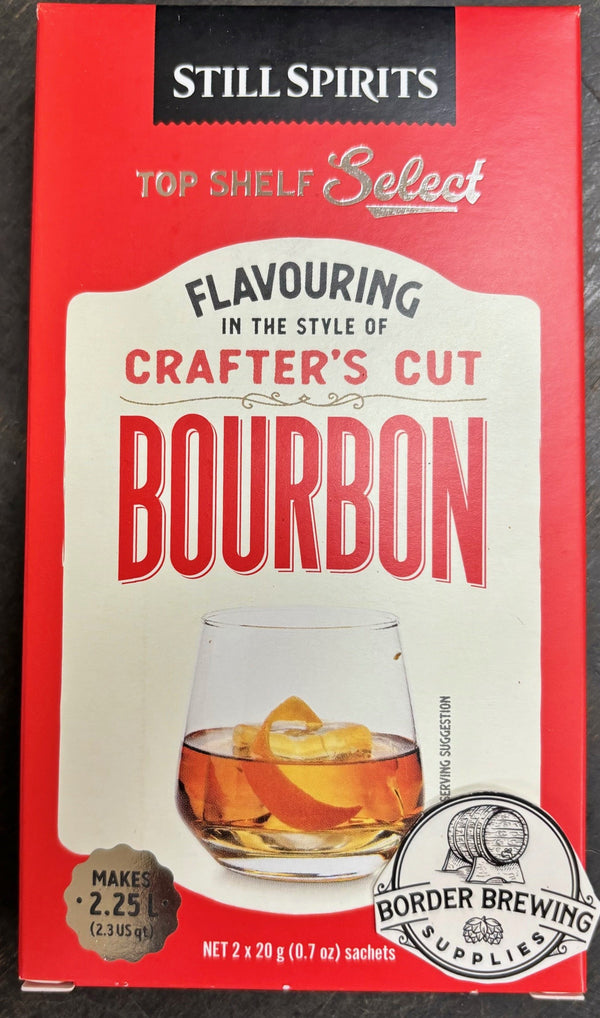 STILL SPIRITS
TOP SHELF Select
FLAVOURING
IN THE STYLE OF
CRAFTER'S CUT
BOURBON
SERVING SUGGESTION
MAKES
2.25 L
(2.3 US qt)
NET 2 x 20 g (0.7 oz) sachets
BORDER BREWING
SUPPLIES